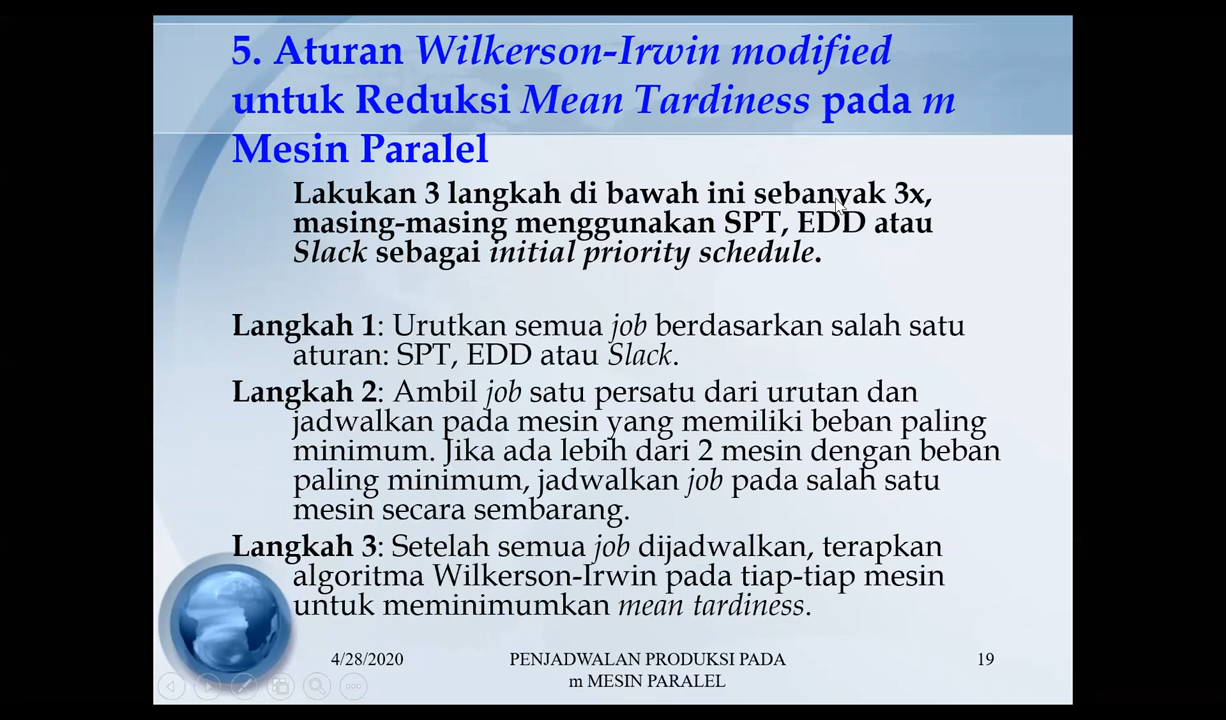 5. Aturan Wilkerson-Irwin modified
untuk Reduksi Mean Tardiness pada m
Mesin Paralel
Lakukan 3 langkah di bawah ini sebanyak 3x,
masing-masing menggunakan SPT, EDD atau
Slack sebagai initial priority schedule.
Langkah 1: Urutkan semua job berdasarkan salah satu
aturan: SPT, EDD atau Slack.
Langkah 2: Ambil job satu persatu dari urutan dan
jadwalkan pada mesin yang memiliki beban paling
minimum. Jika ada lebih dari 2 mesin dengan beban
paling minimum, jadwalkan job pada salah satu
mesin secara sembarang.
Langkah 3: Setelah semua job dijadwalkan, terapkan
algoritma Wilkerson-Irwin pada tiap-tiap mesin
untuk meminimumkan mean tardiness.
4/28/2020
PENJADWALAN PRODUKSI PADA
m MESIN PARALEL
19